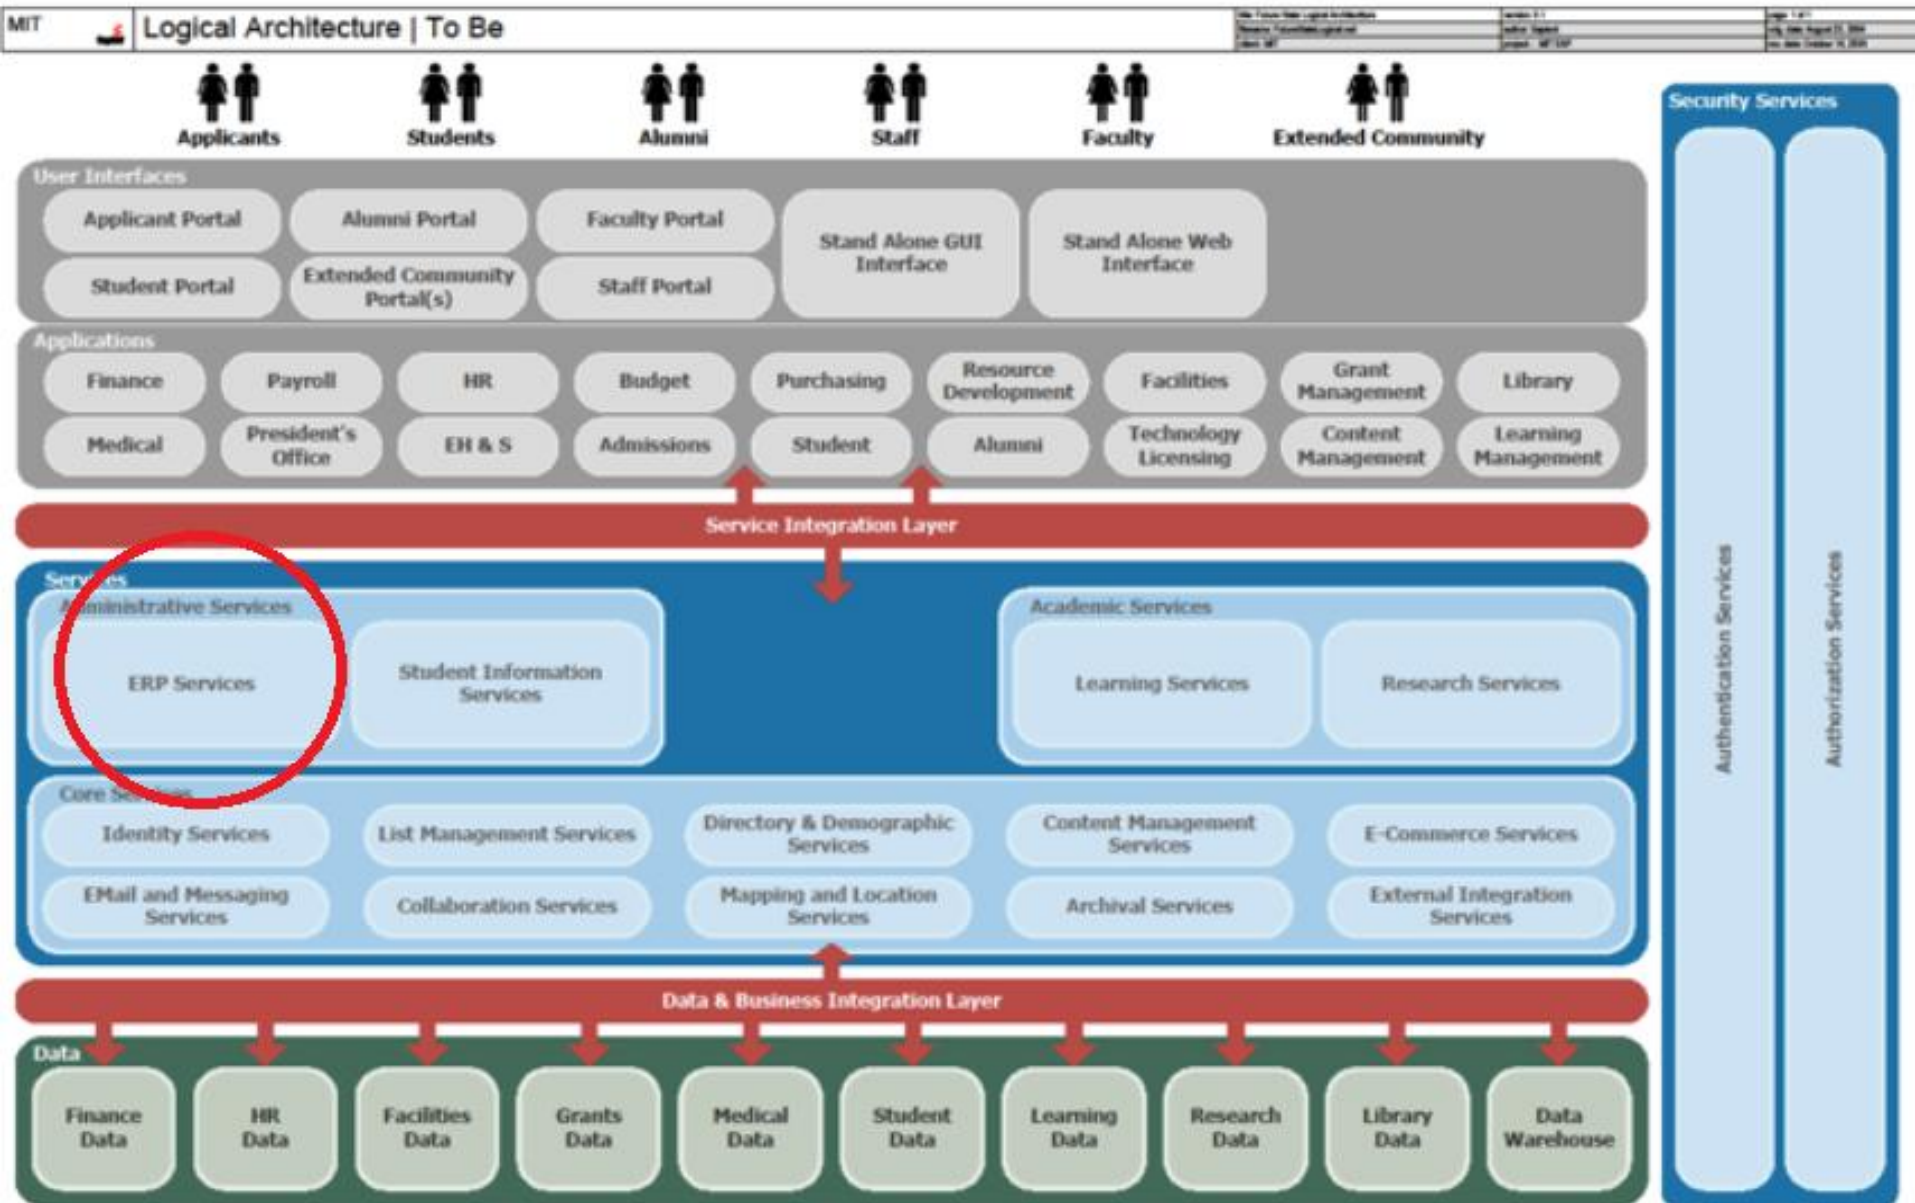 MIT
Logical Architecture | To Be
Applicants
Students
Alumni
Staff
Faculty
Extended Community
User Interfaces
Applicant Portal
Alumni Portal
Faculty Portal
Stand Alone GUI
Interface
Stand Alone Web
Interface
Student Portal
Extended Community
Portal(s)
Staff Portal
Applications
Finance
Payroll
HR
Budget
Purchasing
Resource
Development
Facilities
Grant
Management
Library
Medical
President's
Office
EH & S
Admissions
Student
Alumni
Technology
Licensing
Content
Management
Learning
Management
Service Integration Layer
Services
Administrative Services
ERP Services
Student Information
Services
Academic Services
Learning Services
Research Services
Core Services
Identity Services
List Management Services
Directory & Demographic
Services
Content Management
Services
E-Commerce Services
EMail and Messaging
Services
Collaboration Services
Mapping and Location
Services
Archival Services
External Integration
Services
Data & Business Integration Layer
Data
Finance
Data
HR
Data
Facilities
Data
Grants
Data
Medical
Data
Student
Data
Learning
Data
Research
Data
Library
Data
Data
Warehouse
Security Services
Authentication Services
Authorization Services